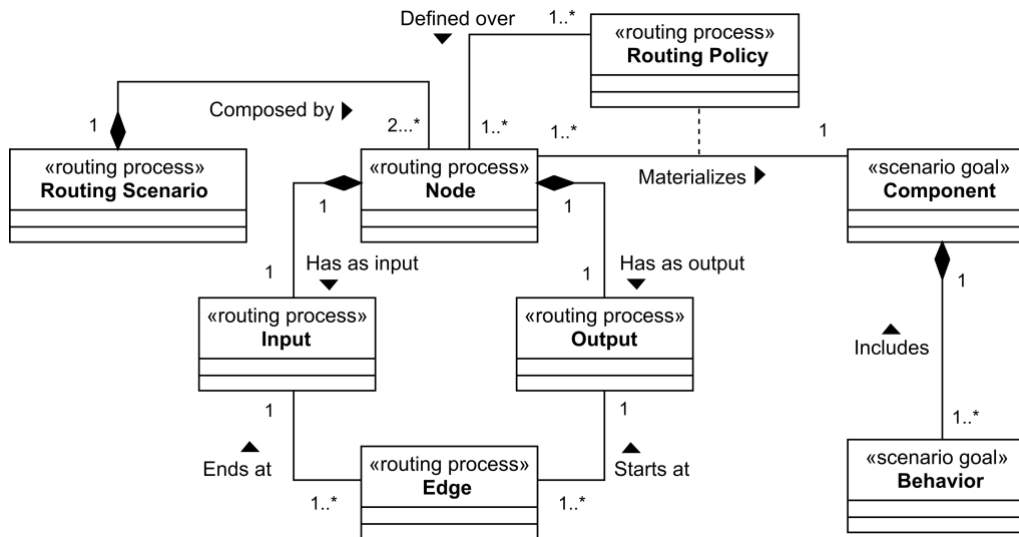 Defined over
1..*
«routing process»
Routing Policy
Composed by
1
2...*
1..*
1..*
1
«routing process»
Routing Scenario
«routing process»
Node
Materializes
«scenario goal»
Component
1
1
1
Has as input
Has as output
1
1
«routing process»
Input
«routing process»
Output
Includes
1
1
1..*
Ends at
Starts at
«routing process»
Edge
1..*
1..*
«scenario goal»
Behavior